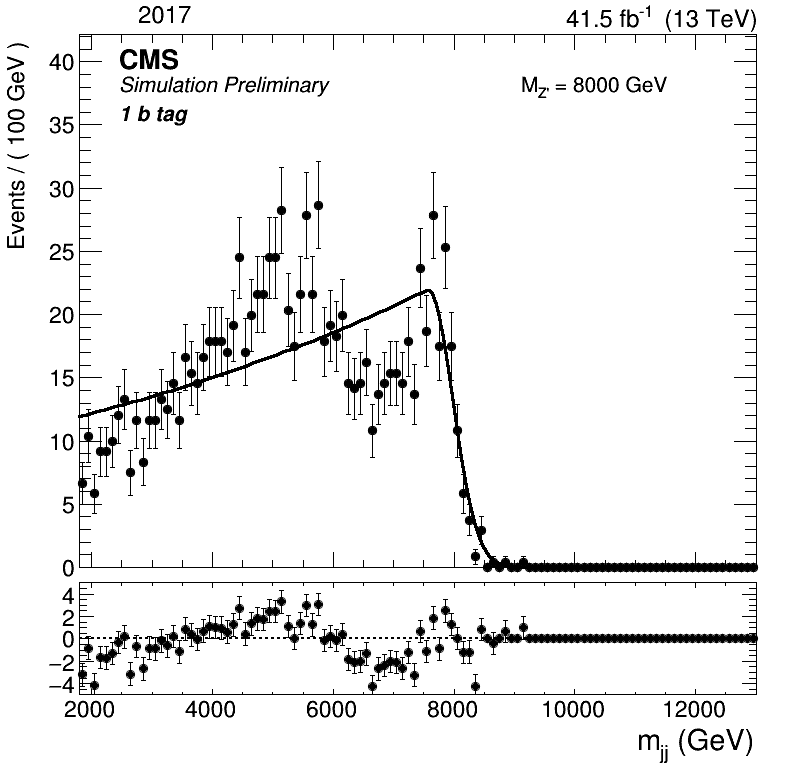 2017
41.5 fb⁻¹ (13 TeV)
CMS
Simulation Preliminary
1 b tag
M_Z' = 8000 GeV
Events / ( 100 GeV )
40
35
30
25
20
15
10
5
0
4
2
0
−2
−4
2000 4000 6000 8000 10000 12000
m_jj (GeV)